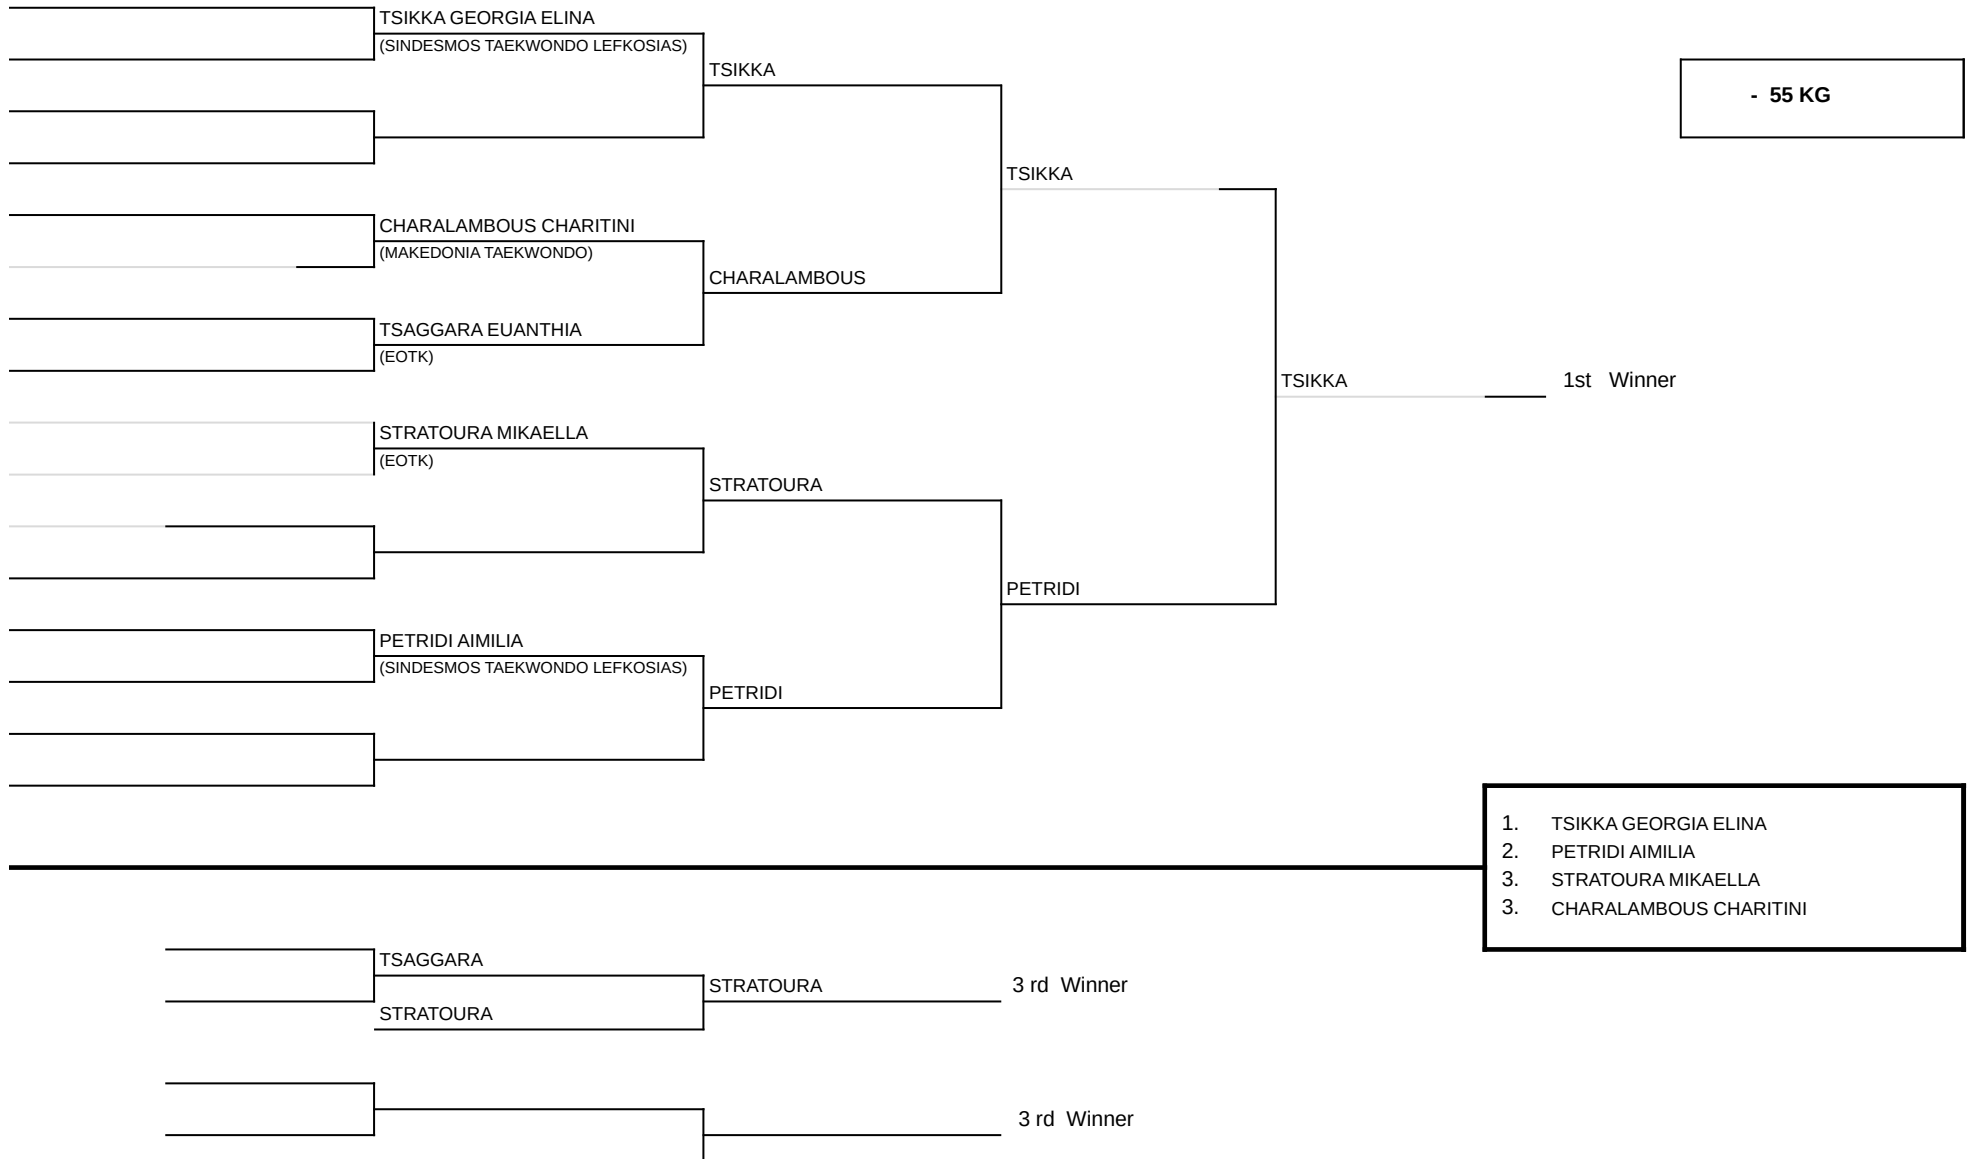 TSIKKA GEORGIA ELINA
(SINDESMOS TAEKWONDO LEFKOSIAS)
TSIKKA
- 55 KG
TSIKKA
CHARALAMBOUS CHARITINI
(MAKEDONIA TAEKWONDO)
CHARALAMBOUS
TSAGGARA EUANTHIA
(EOTK)
TSIKKA
1st Winner
STRATOURA MIKAELLA
(EOTK)
STRATOURA
PETRIDI
PETRIDI AIMILIA
(SINDESMOS TAEKWONDO LEFKOSIAS)
PETRIDI
1. TSIKKA GEORGIA ELINA
2. PETRIDI AIMILIA
3. STRATOURA MIKAELLA
3. CHARALAMBOUS CHARITINI
TSAGGARA
STRATOURA
3 rd Winner
STRATOURA
3 rd Winner